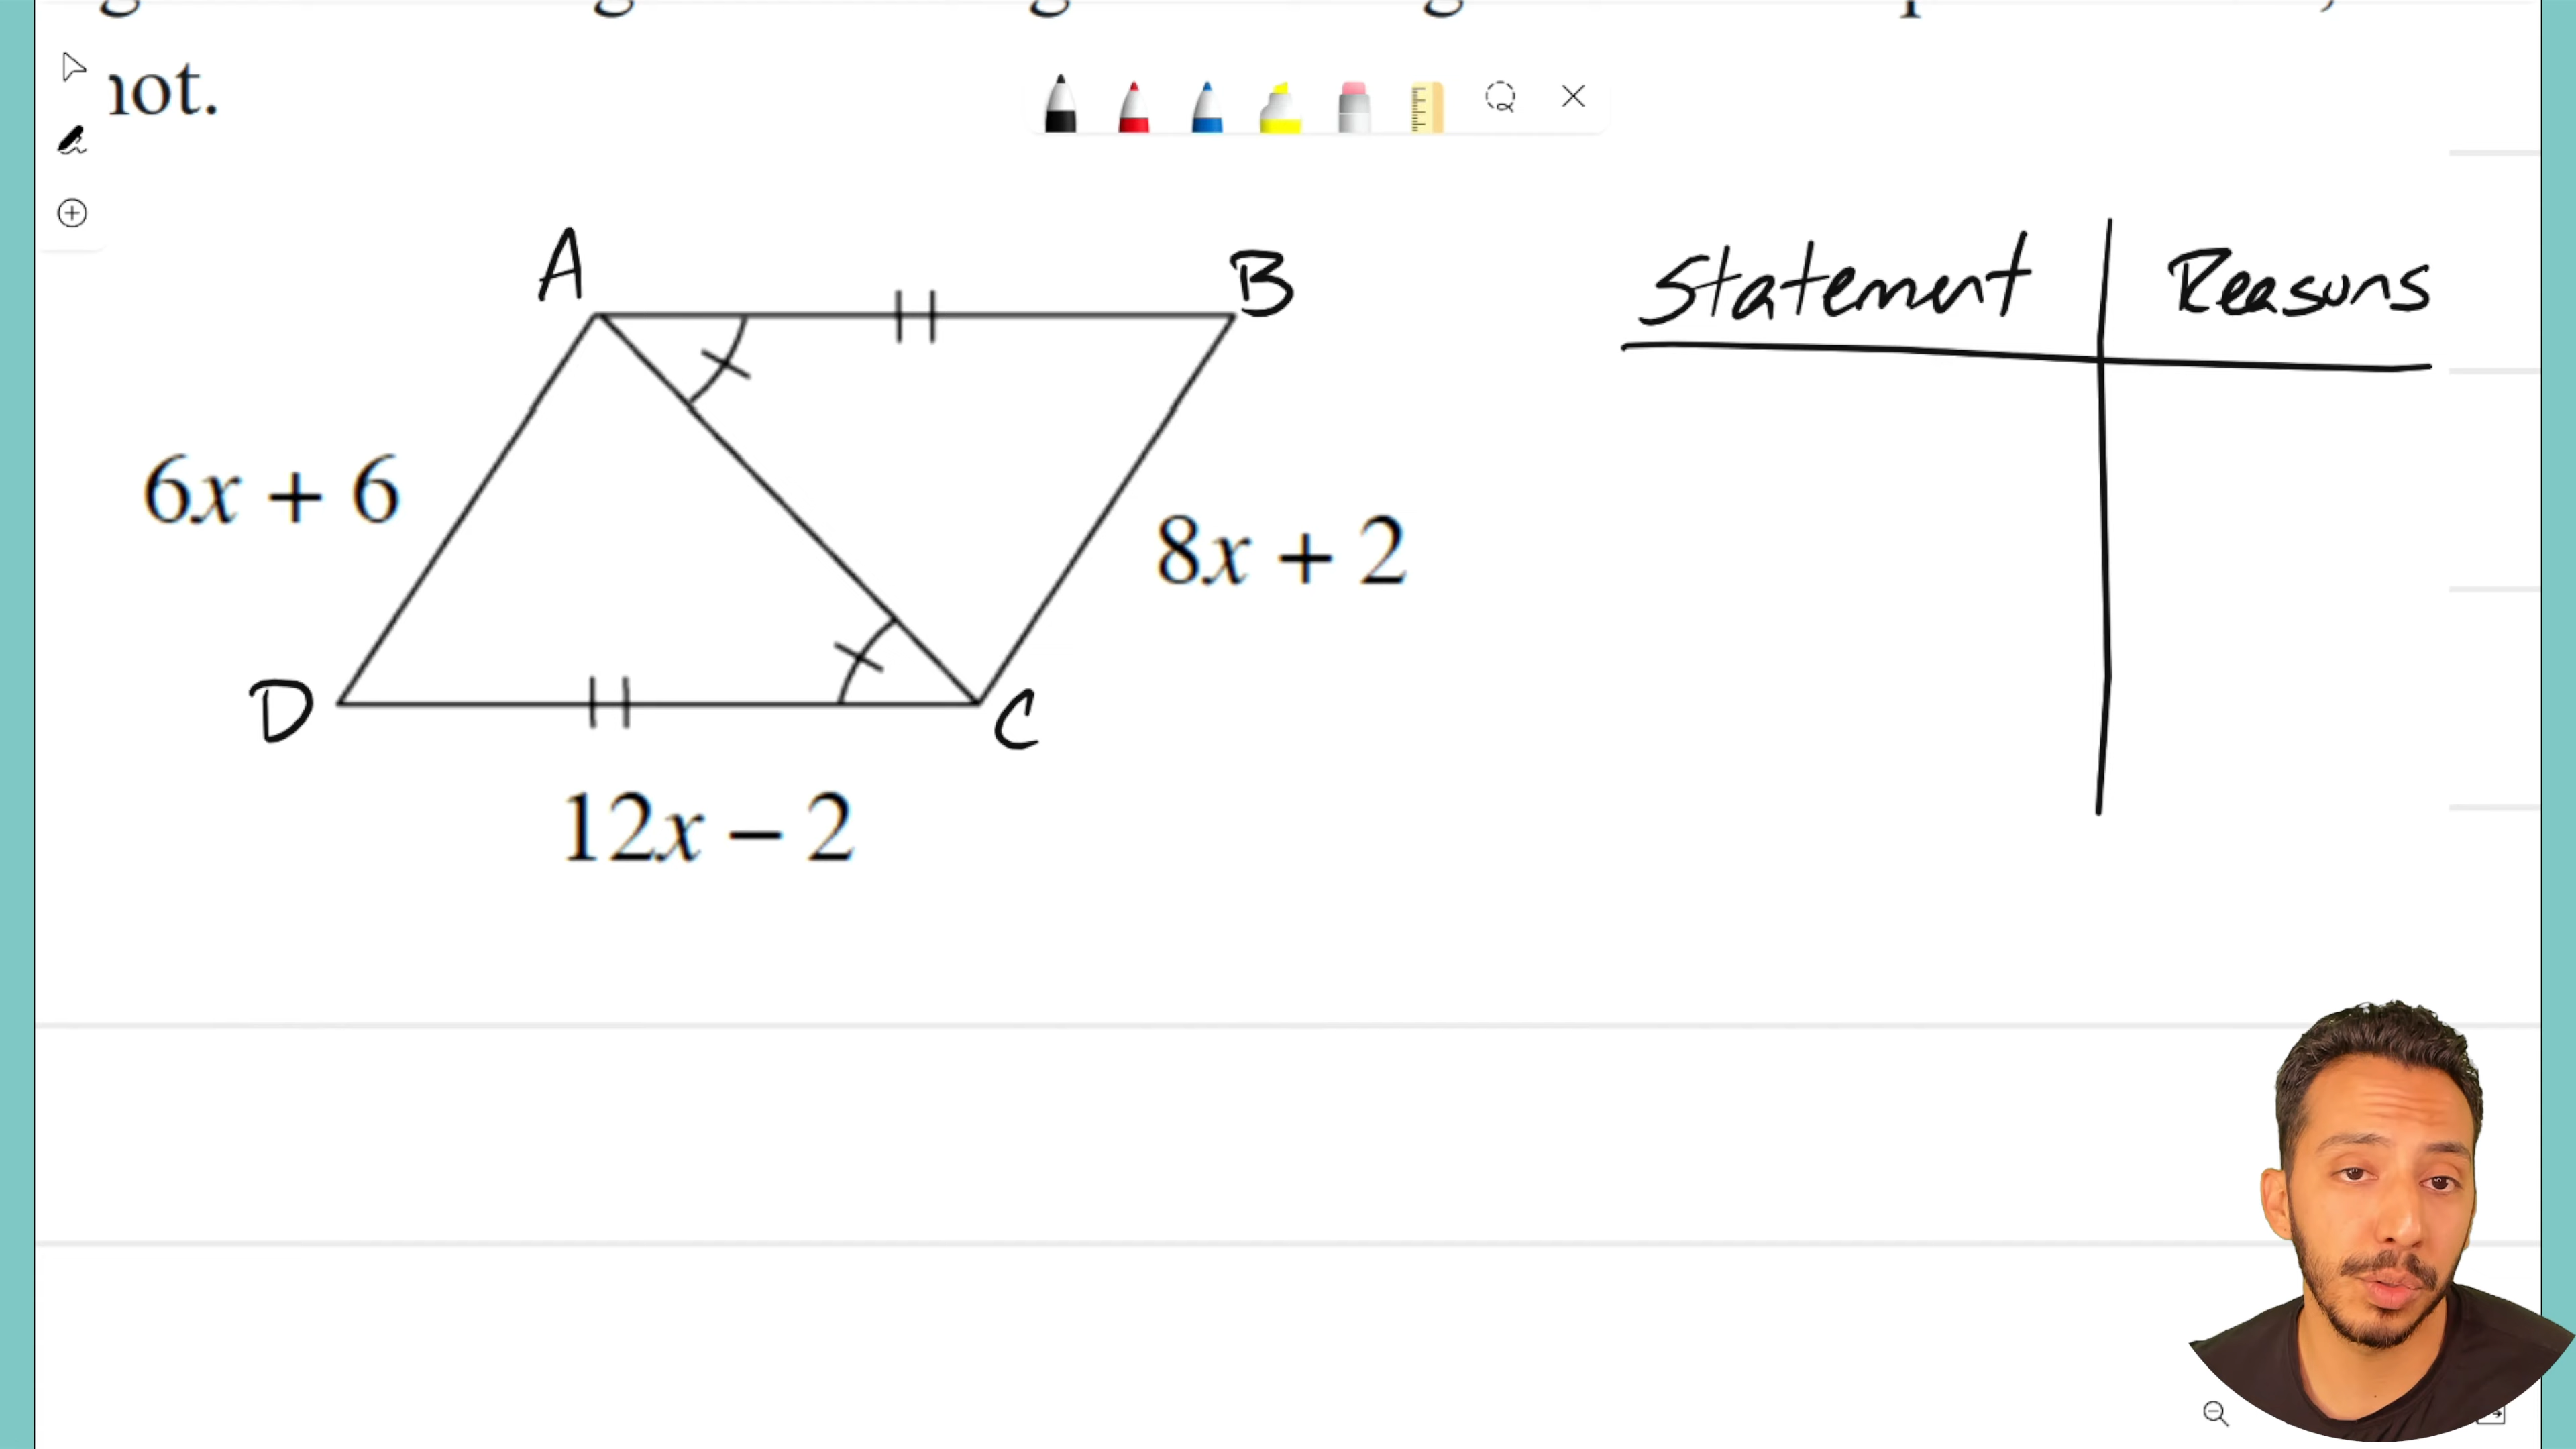 not.
A
B
Statement Reasons
6x + 6
8x + 2
D
C
12x − 2